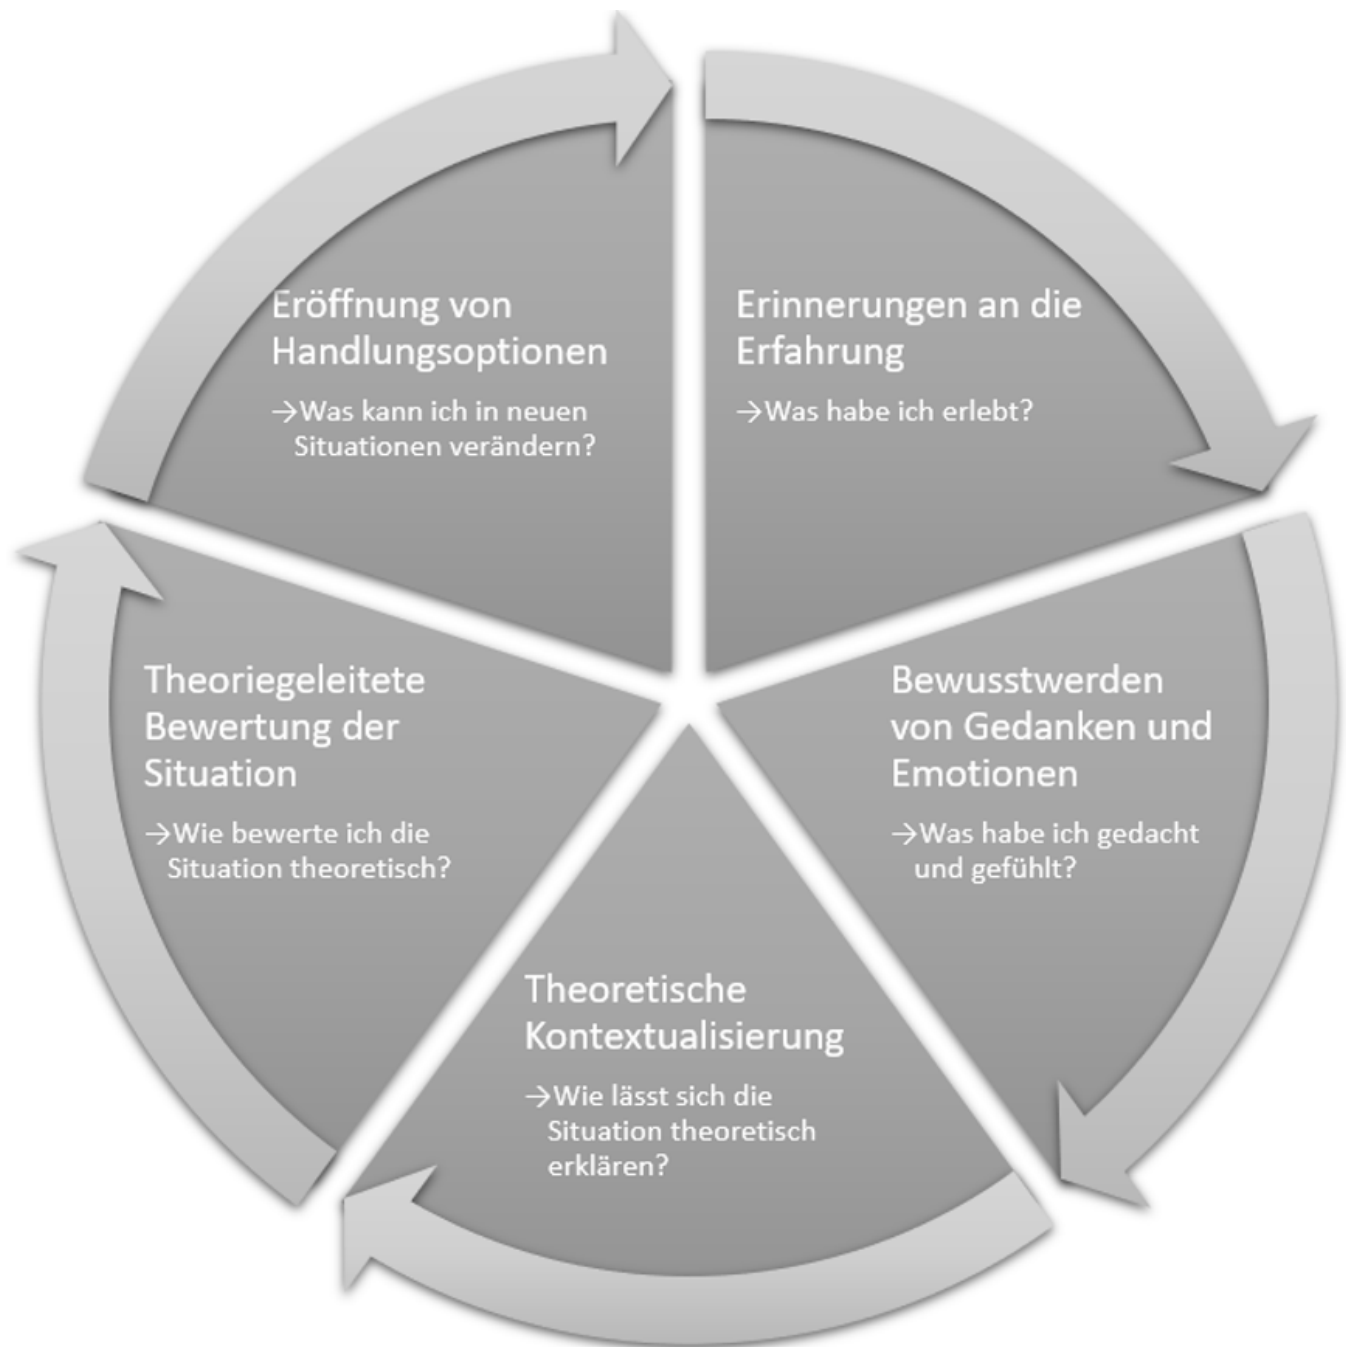 Eröffnung von
Handlungsoptionen
→Was kann ich in neuen
Situationen verändern?
Erinnerungen an die
Erfahrung
→Was habe ich erlebt?
Bewusstwerden
von Gedanken und
Emotionen
→Was habe ich gedacht
und gefühlt?
Theoretische
Kontextualisierung
→Wie lässt sich die
Situation theoretisch
erklären?
Theoriegeleitete
Bewertung der
Situation
→Wie bewerte ich die
Situation theoretisch?